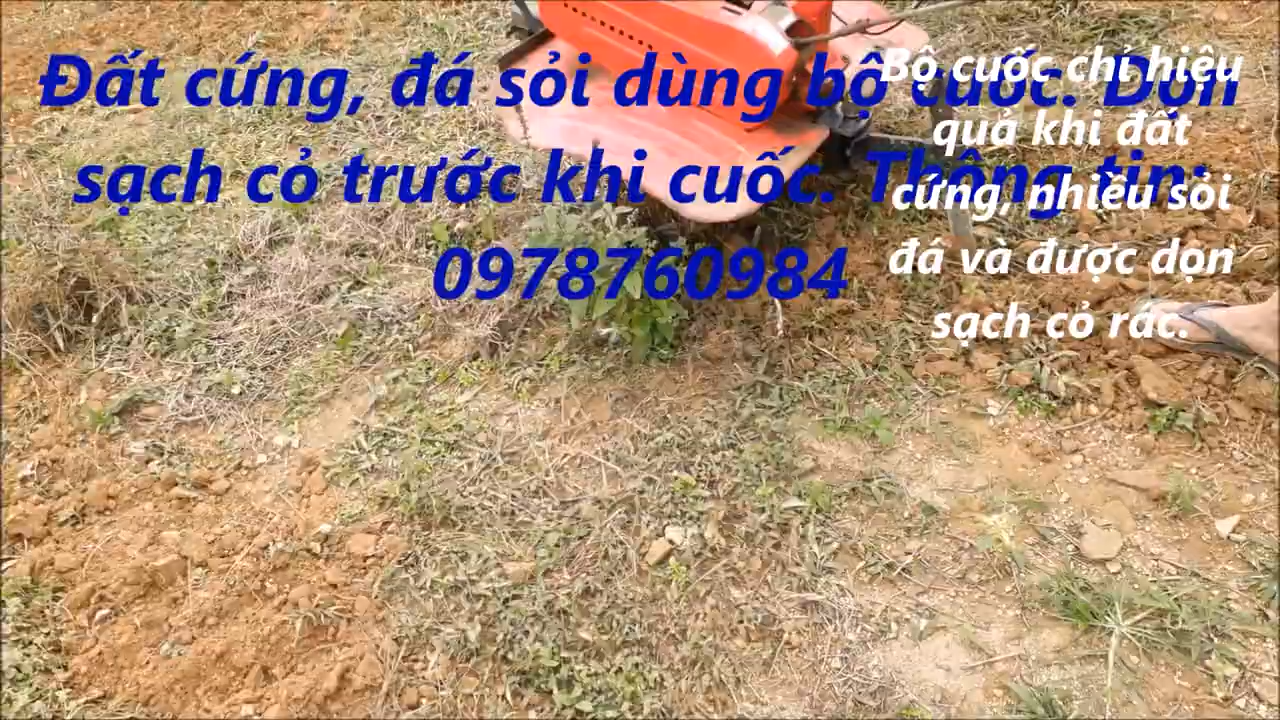 Đất cứng, đá sỏi dùng bộ cuốc. Dọn
sạch cỏ trước khi cuốc. Thông tin:
0978760984
Bộ cuốc chỉ hiệu
quả khi đất
cứng, nhiều sỏi
đá và được dọn
sạch cỏ rác.